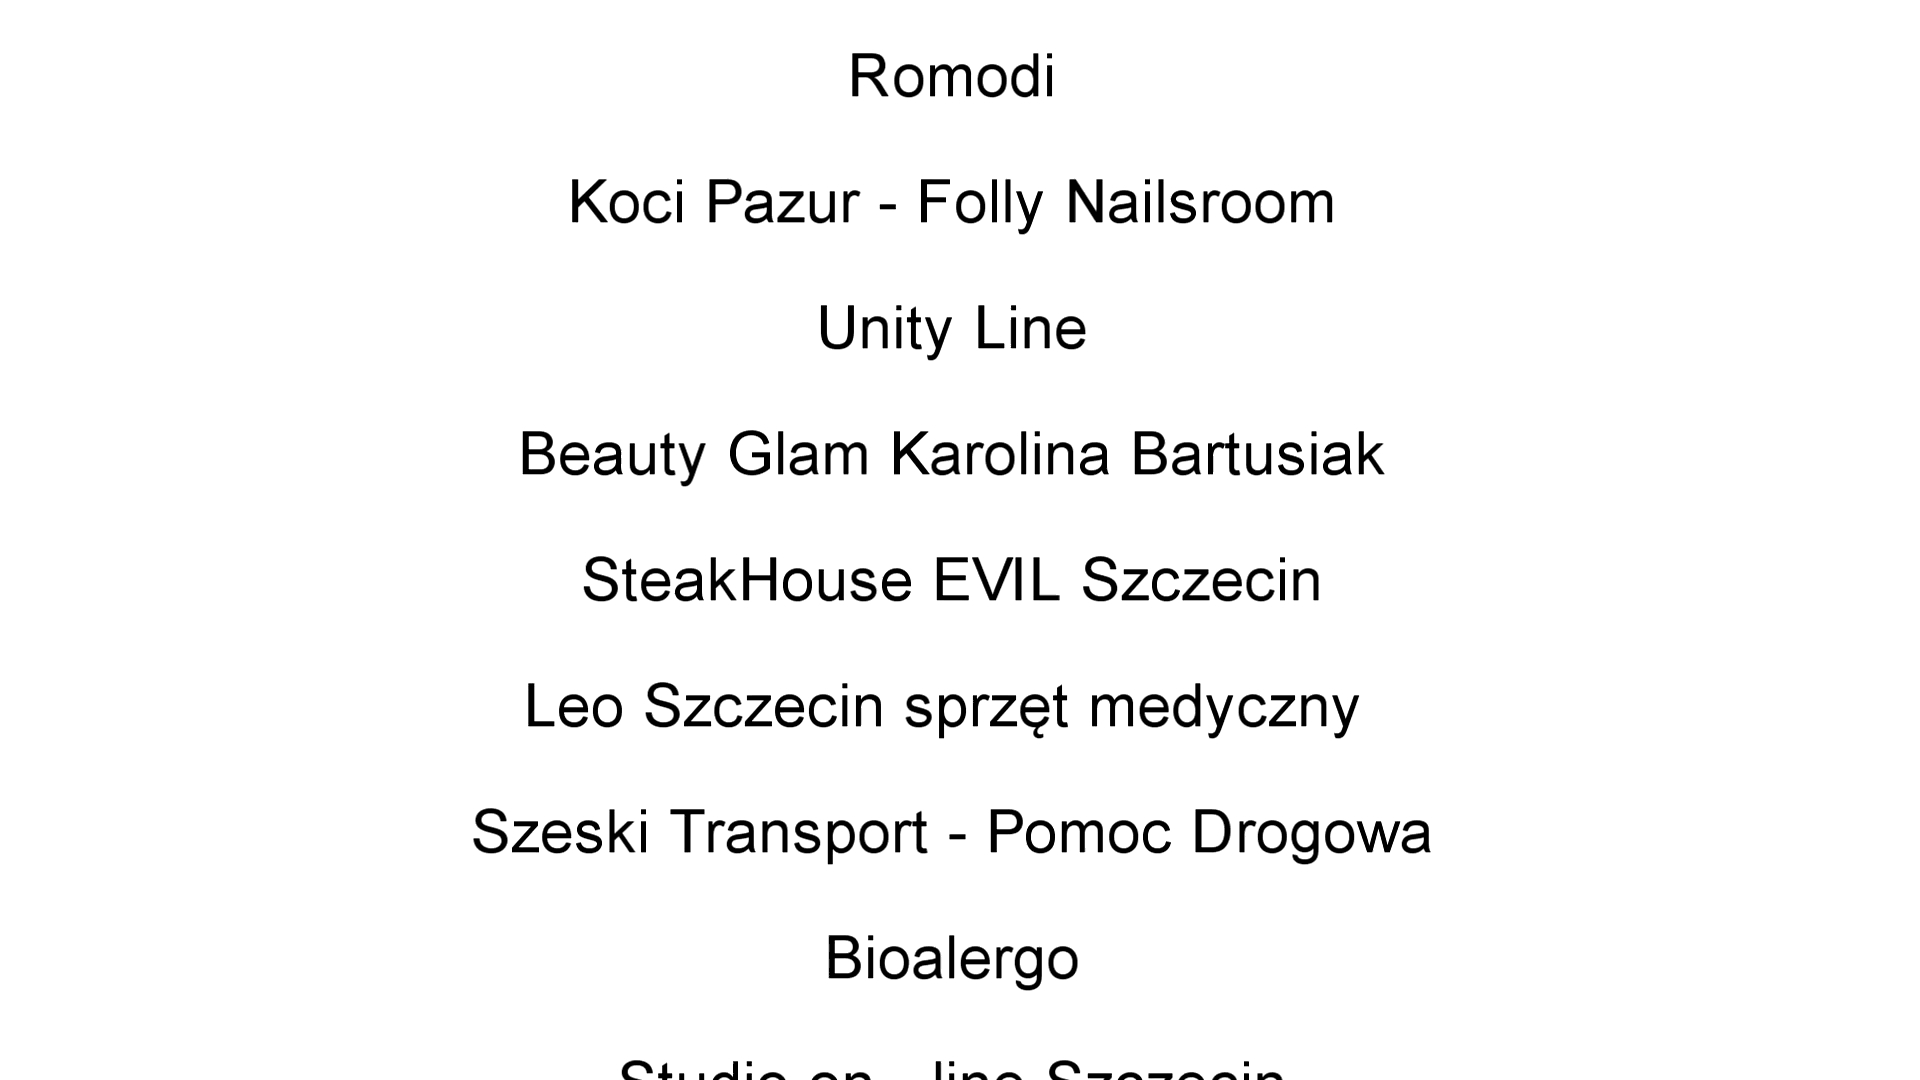 Romodi
Koci Pazur - Folly Nailsroom
Unity Line
Beauty Glam Karolina Bartusiak
SteakHouse EVIL Szczecin
Leo Szczecin sprzęt medyczny
Szeski Transport - Pomoc Drogowa
Bioalergo
Studio on - line Szczecin